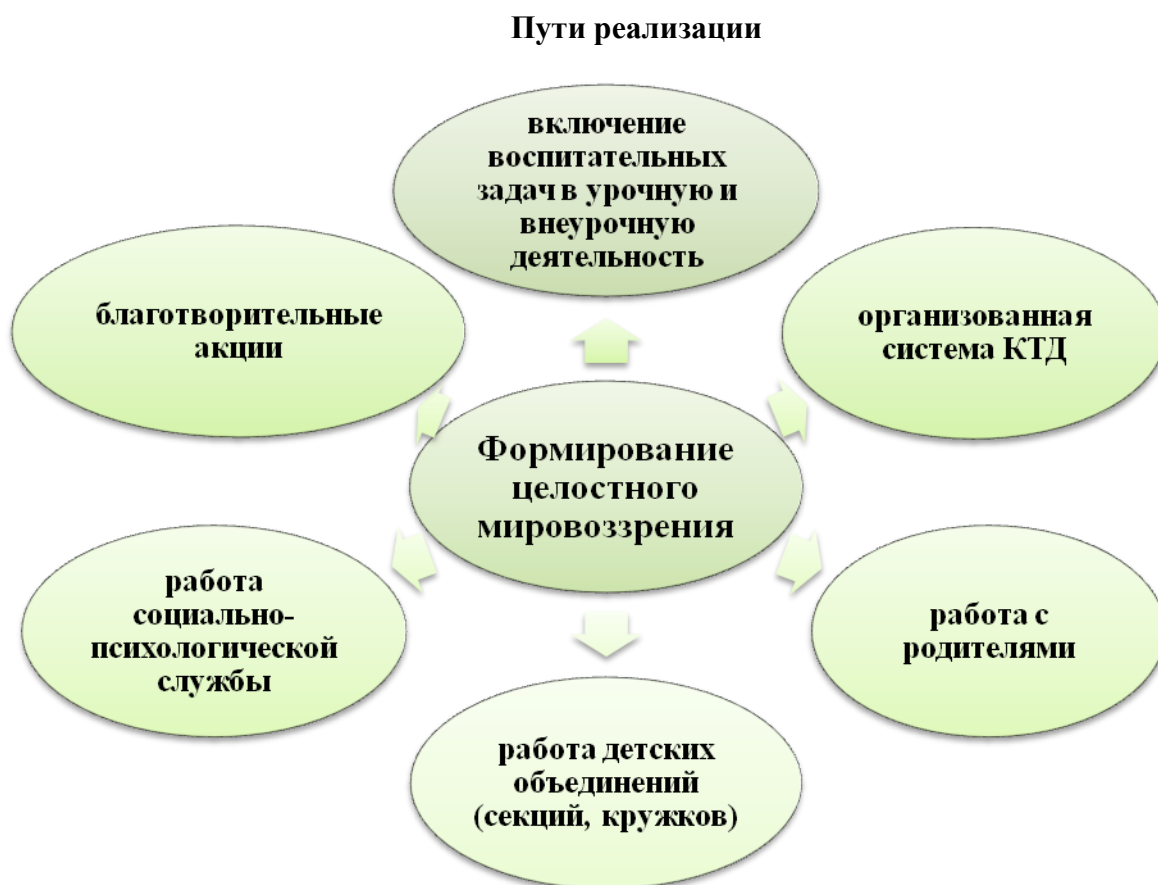 Пути реализации
включение
воспитательных
задач в урочную и
внеурочную
деятельность
благотворительные
акции
организованная
система КТД
Формирование
целостного
мировоззрения
работа
социально-
психологической
службы
работа с
родителями
работа детских
объединений
(секций, кружков)